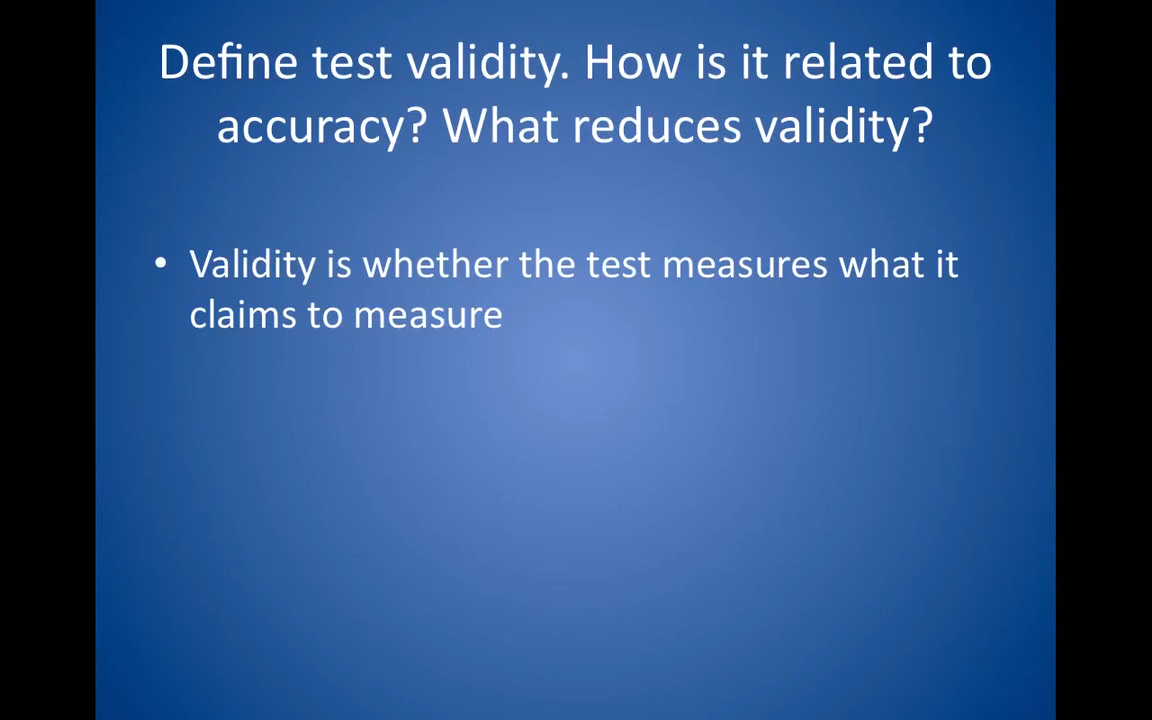 Define test validity. How is it related to
accuracy? What reduces validity?
• Validity is whether the test measures what it
claims to measure